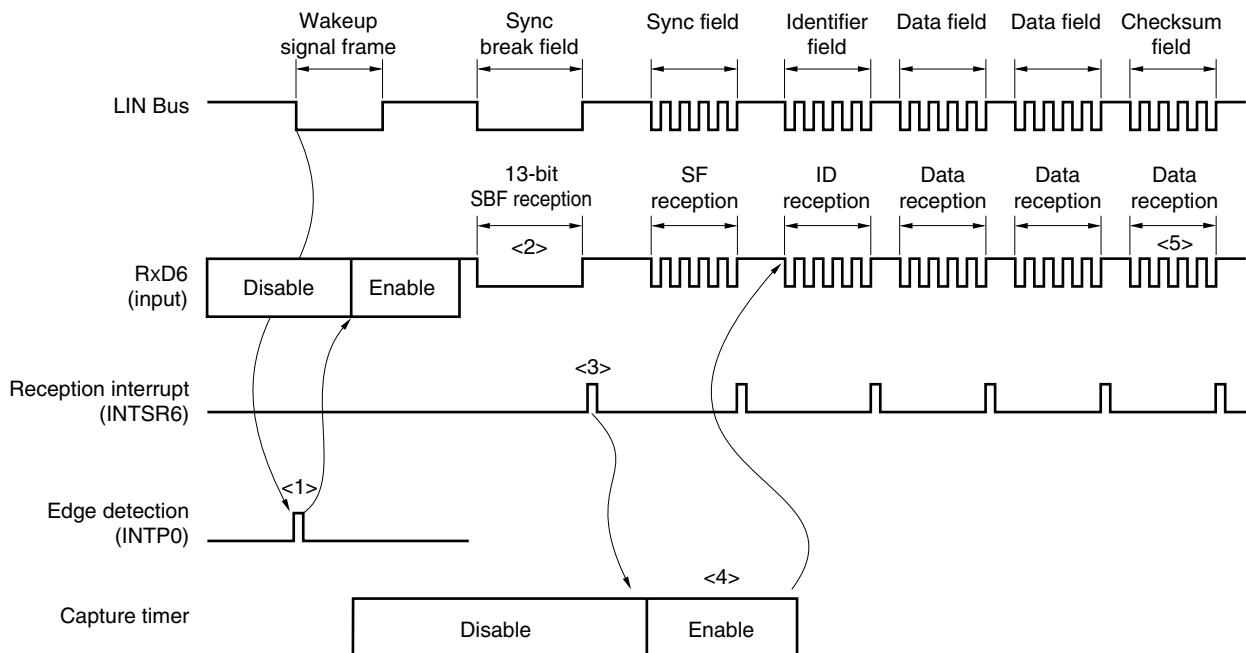 Wakeup
signal frame
Sync
break field
Sync field
Identifier
field
Data field
Data field
Checksum
field
LIN Bus
13-bit
SBF reception
SF
reception
ID
reception
Data
reception
Data
reception
Data
reception
<2>
<5>
RxD6
(input)
Disable
Enable
Reception interrupt
(INTSR6)
<3>
Edge detection
(INTP0)
<1>
Capture timer
Disable
Enable
<4>